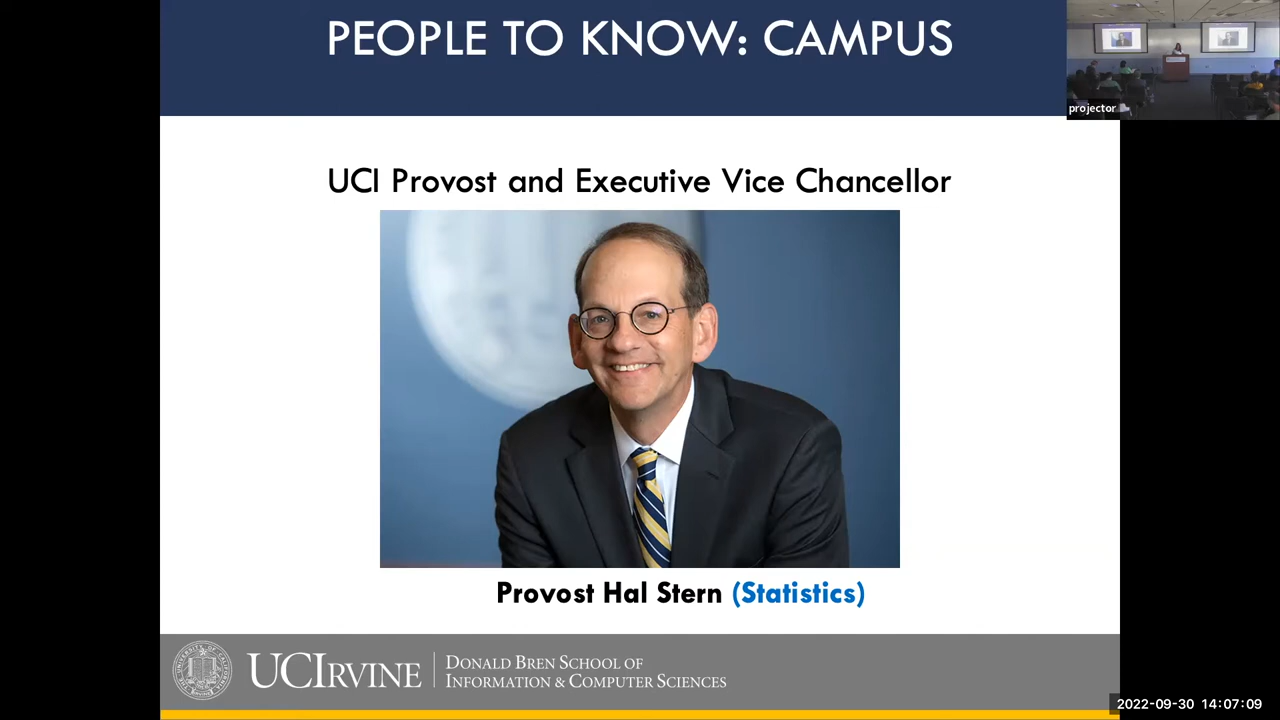 PEOPLE TO KNOW: CAMPUS
projector
UCI Provost and Executive Vice Chancellor
Provost Hal Stern (Statistics)
UCIRVINE
DONALD BREN SCHOOL OF
INFORMATION & COMPUTER SCIENCES
2022-09-30 14:07:09